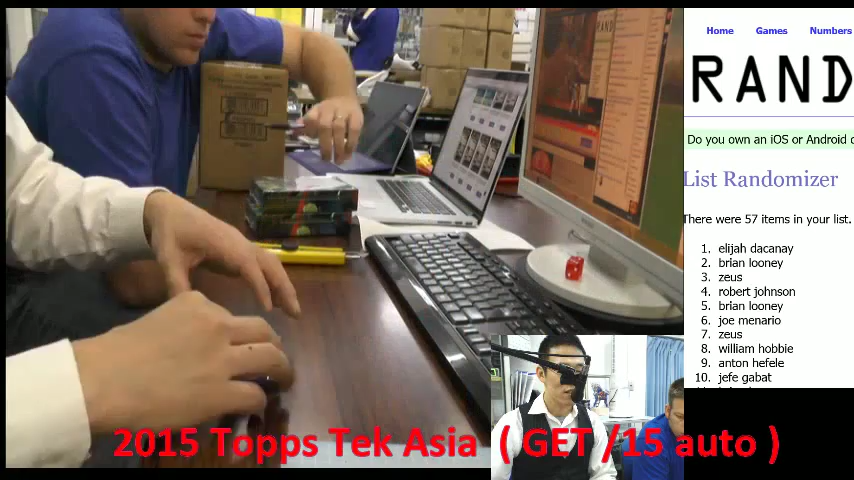 Home Games Numbers
RAND
Do you own an iOS or Android
List Randomizer
There were 57 items in your list.
1. elijah dacanay
2. brian looney
3. zeus
4. robert johnson
5. brian looney
6. joe menario
7. zeus
8. william hobbie
9. anton hefele
10. jefe gabat
2015 Topps Tek Asia ( GET /15 auto )